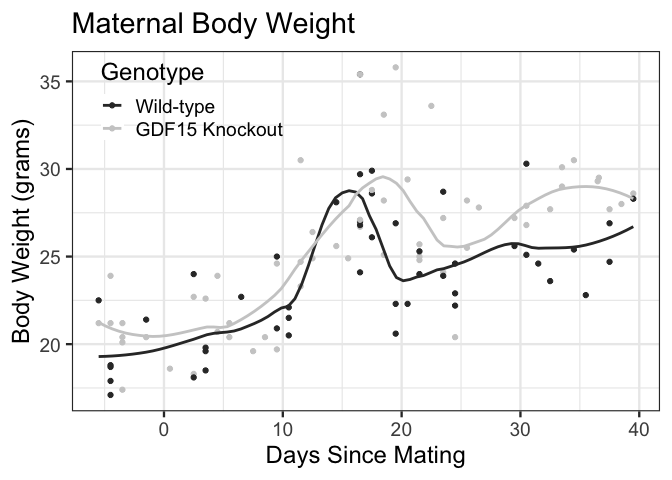 Maternal Body Weight
Genotype
Wild-type
GDF15 Knockout
Body Weight (grams)
35
30
25
20
0 10 20 30 40
Days Since Mating